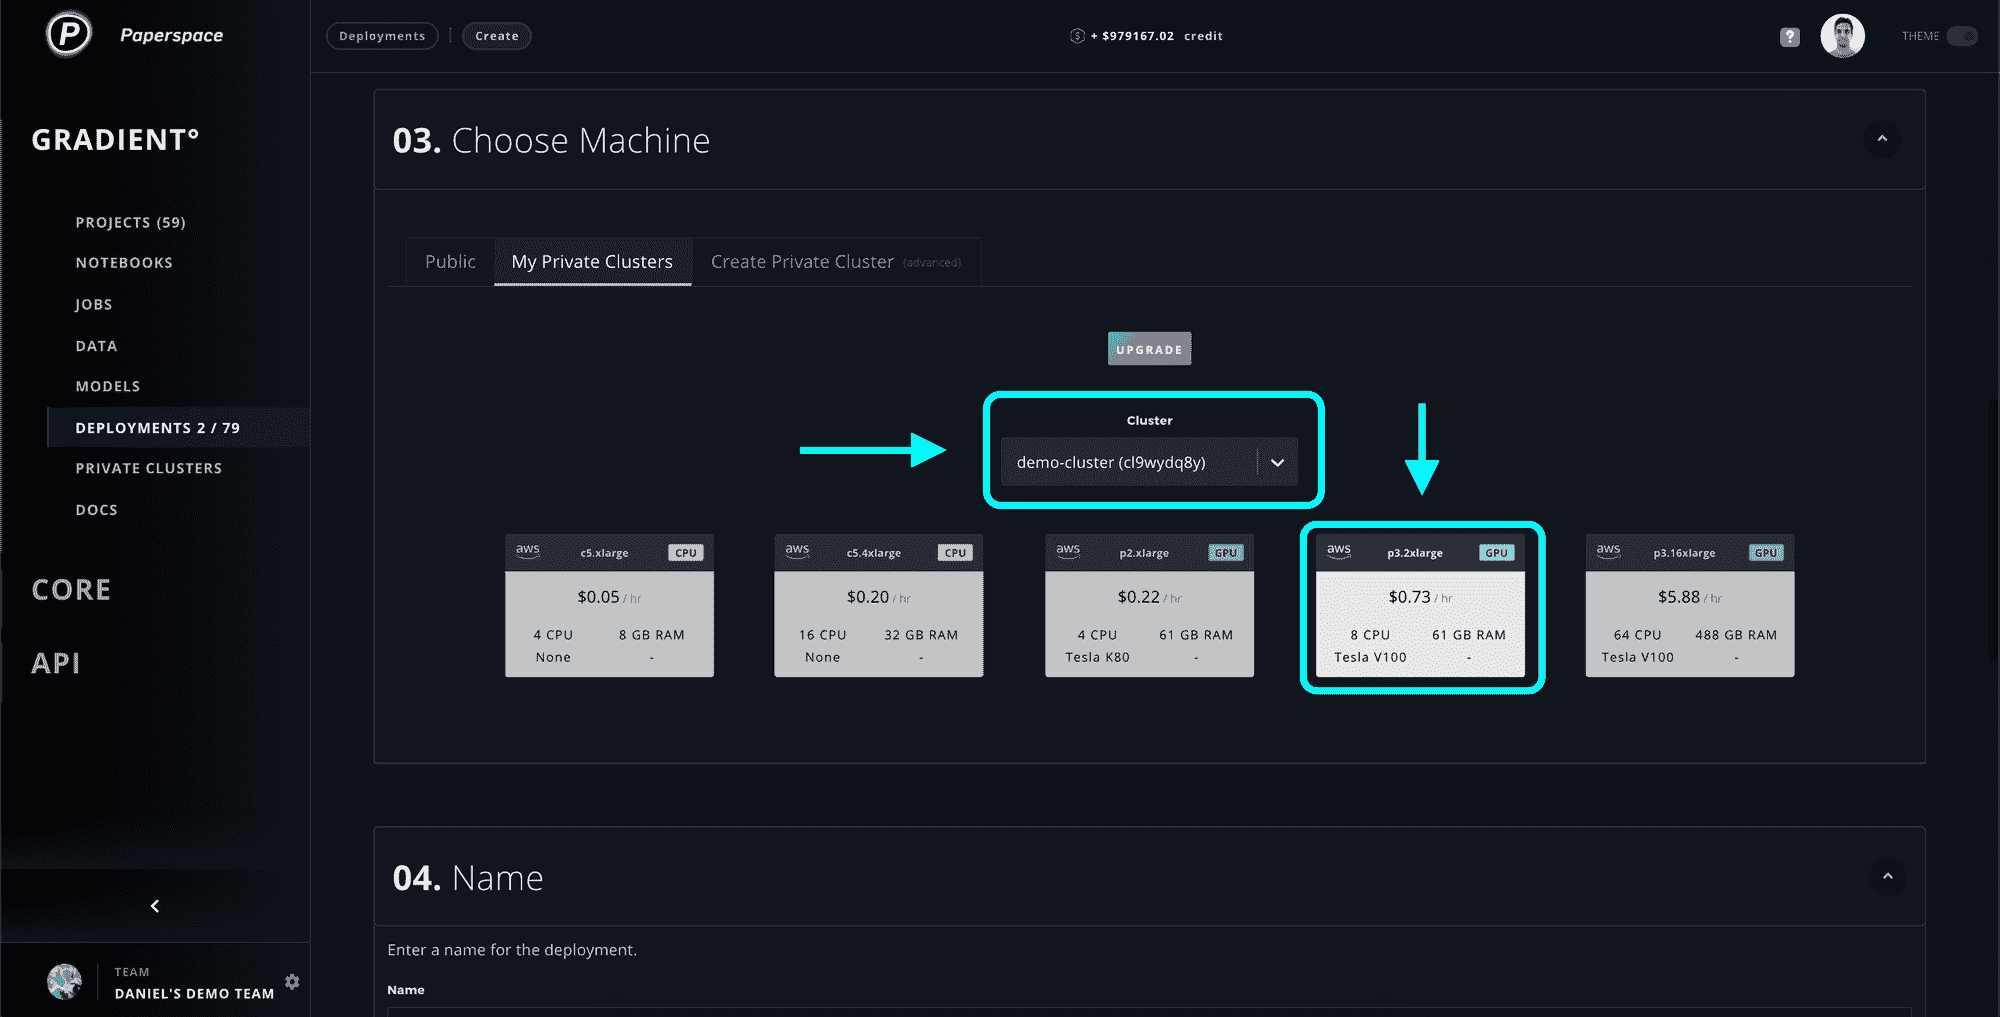 P Paperspace
Deployments | Create
$ + $979167.02 credit
?
THEME
GRADIENT°
PROJECTS (59)
NOTEBOOKS
JOBS
DATA
MODELS
DEPLOYMENTS 2 / 79
PRIVATE CLUSTERS
DOCS
CORE
API
TEAM
DANIEL'S DEMO TEAM
03. Choose Machine
Public
My Private Clusters
Create Private Cluster (advanced)
UPGRADE
Cluster
demo-cluster (cl9wydq8y)
aws c5.xlarge CPU
$0.05 / hr
4 CPU 8 GB RAM
None -
aws c5.4xlarge CPU
$0.20 / hr
16 CPU 32 GB RAM
None -
aws p2.xlarge GPU
$0.22 / hr
4 CPU 61 GB RAM
Tesla K80 -
aws p3.2xlarge GPU
$0.73 / hr
8 CPU 61 GB RAM
Tesla V100 -
aws p3.16xlarge GPU
$5.88 / hr
64 CPU 488 GB RAM
Tesla V100 -
04. Name
Enter a name for the deployment.
Name